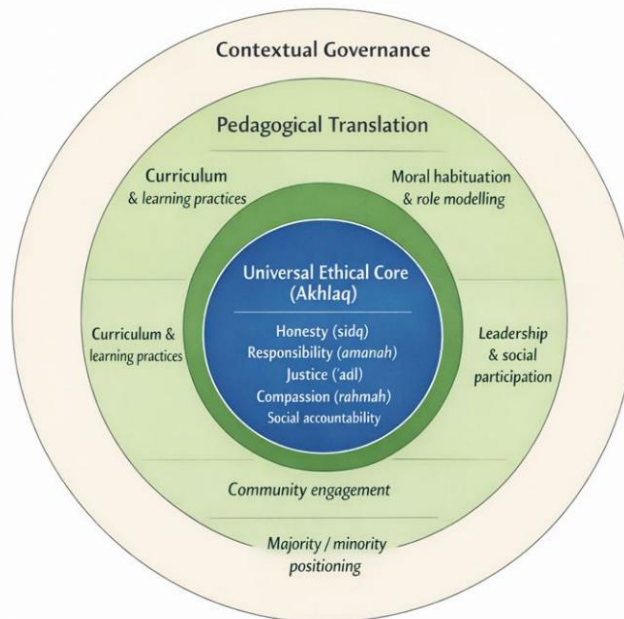 Contextual Governance
Pedagogical Translation
Curriculum
& learning practices
Moral habituation
& role modelling
Universal Ethical Core
(Akhlaq)
Honesty (sidq)
Responsibility (amanah)
Justice (ʿadl)
Compassion (rahmah)
Social accountability
Curriculum &
learning practices
Leadership
& social
participation
Community engagement
Majority / minority
positioning